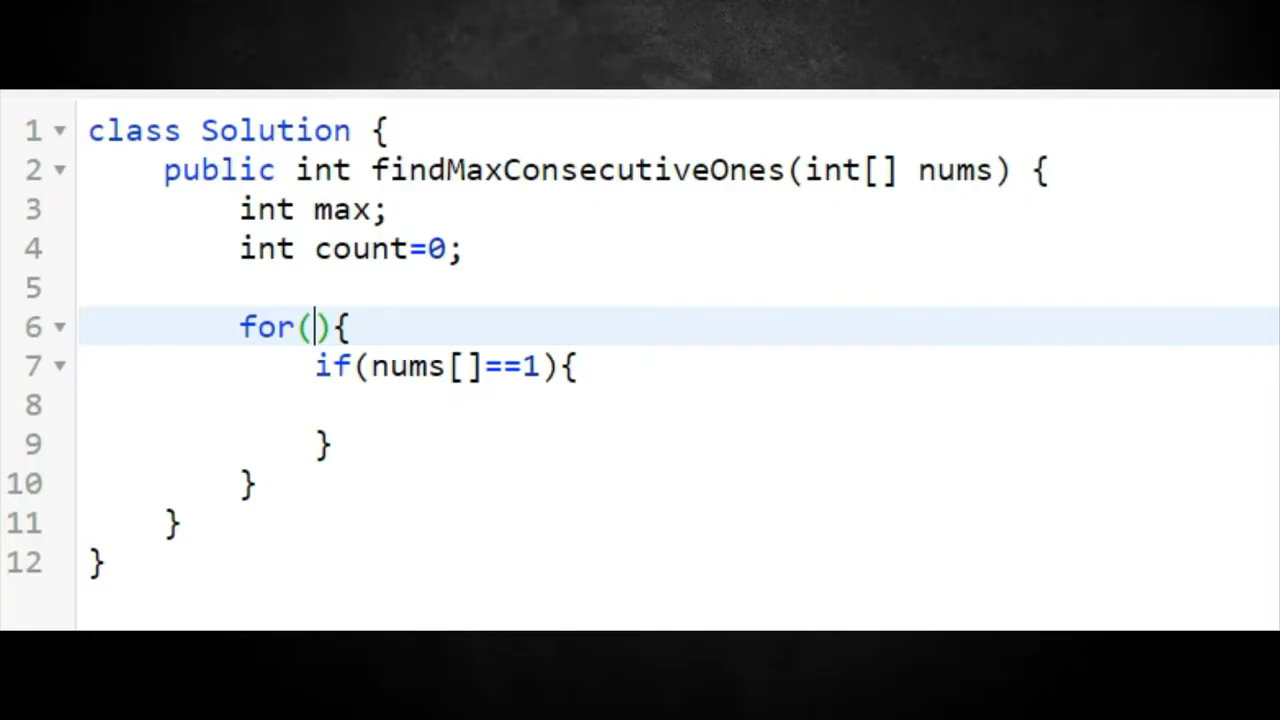 1 class Solution {
2 public int findMaxConsecutiveOnes(int[] nums) {
3 int max;
4 int count=0;
5
6 for(){
7 if(nums[]==1){
8
9 }
10 }
11 }
12 }